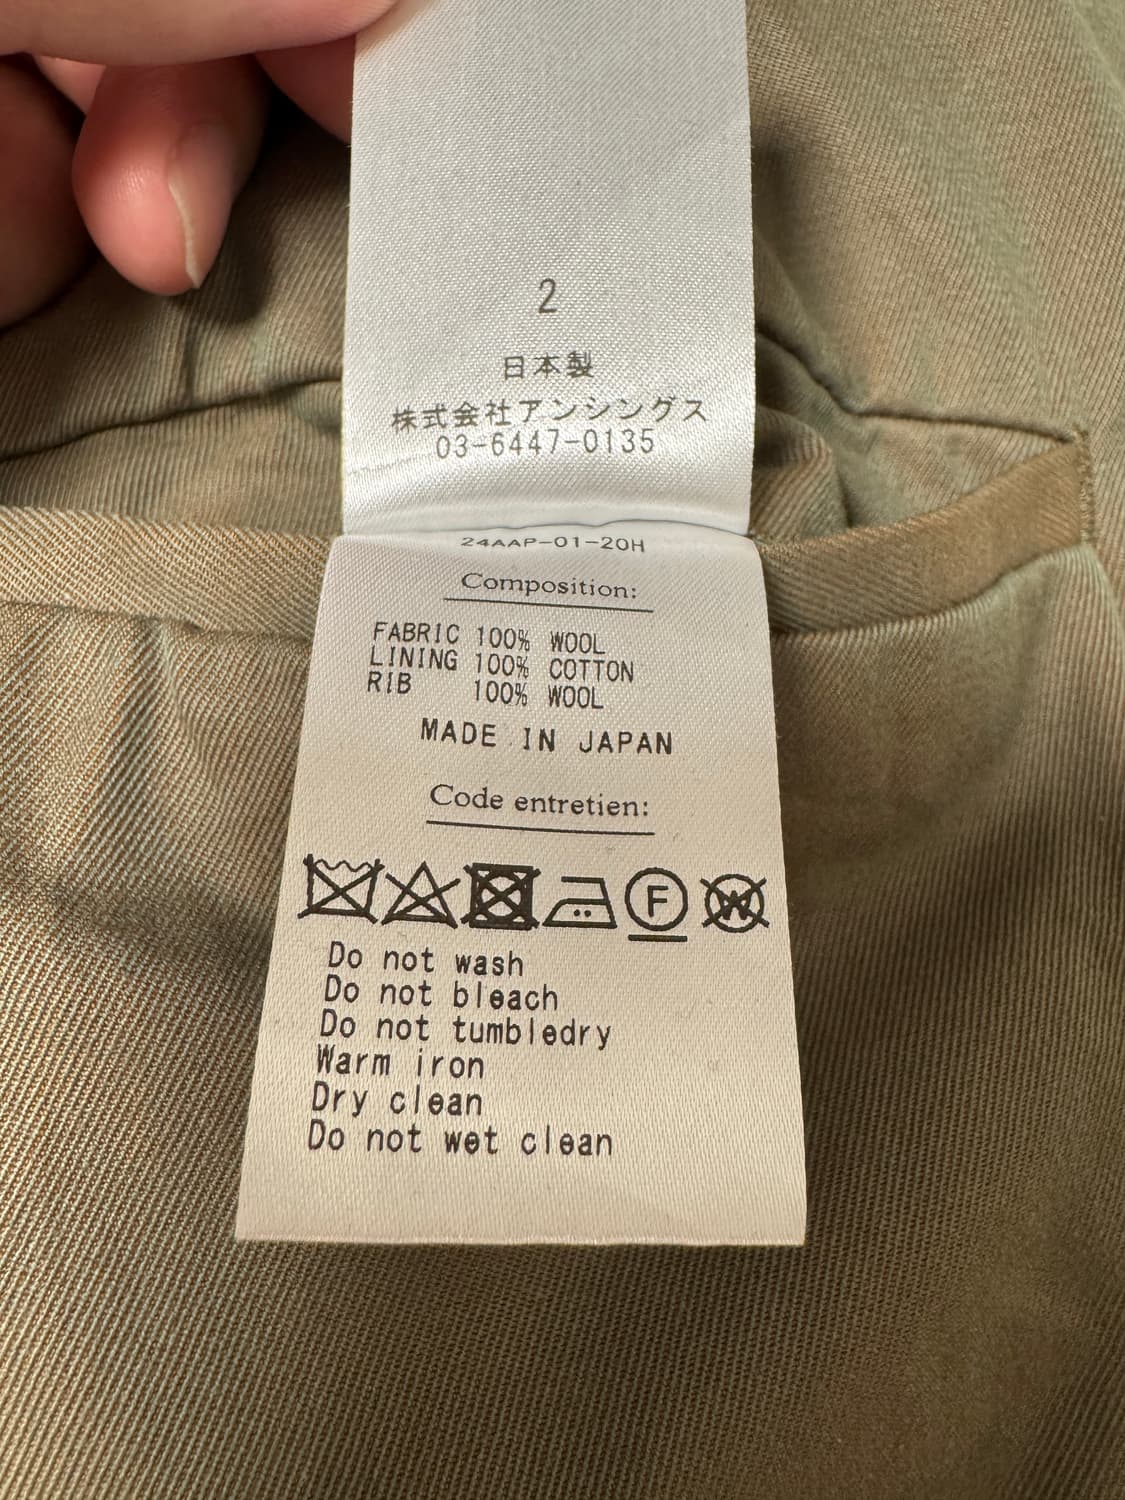 2
日本製
株式会社アンシングス
03-6447-0135
24AAP-01-20H
Composition:
FABRIC 100% WOOL
LINING 100% COTTON
RIB 100% WOOL
MADE IN JAPAN
Code entretien:
F
W
Do not wash
Do not bleach
Do not tumbledry
Warm iron
Dry clean
Do not wet clean